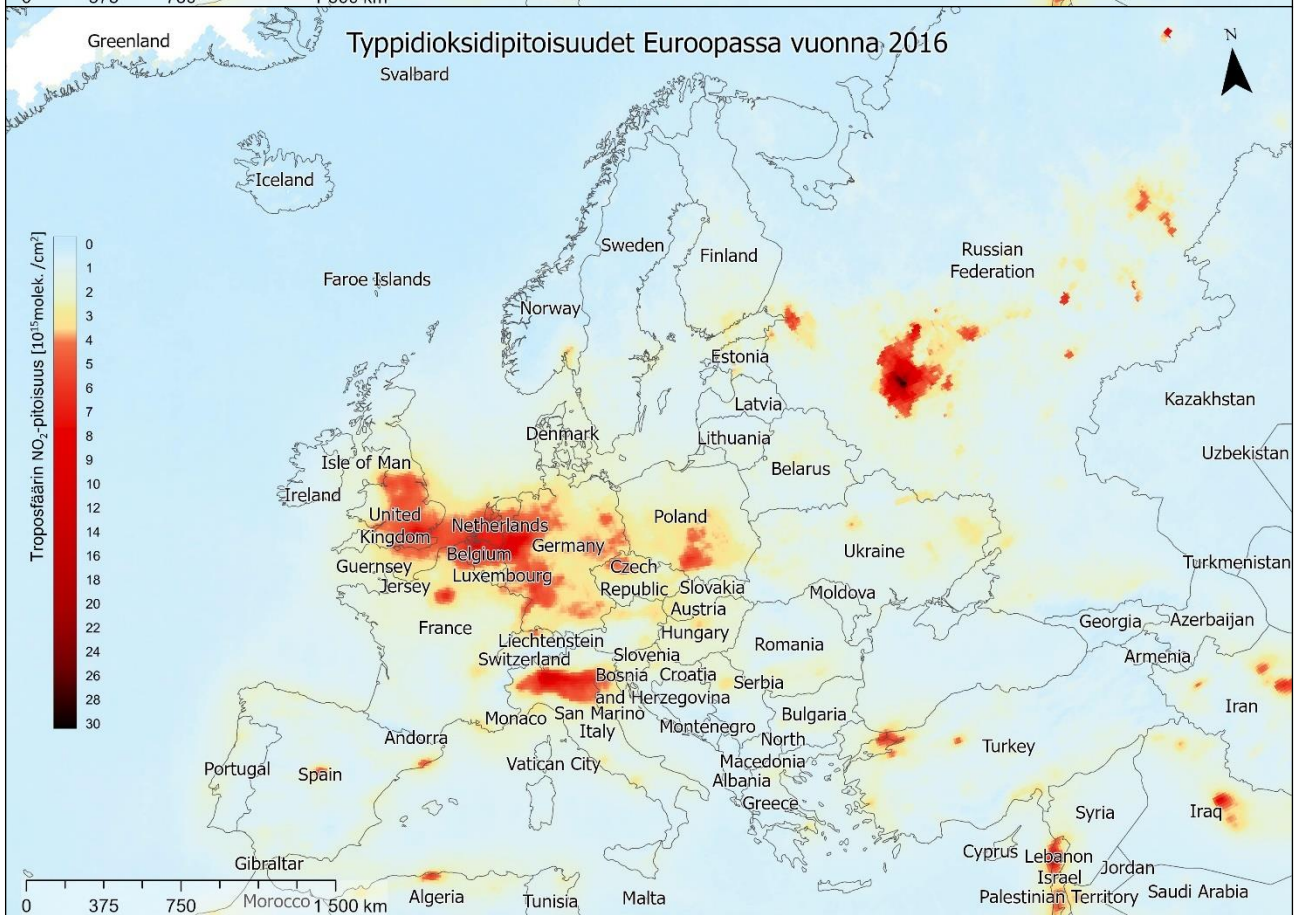 Greenland
Typpidioksidipitoisuudet Euroopassa vuonna 2016
N
Svalbard
Iceland
Troposfäärin NO₂-pitoisuus [10¹⁵molek./cm²]
0
1
2
3
4
5
6
7
8
9
10
12
14
16
18
20
22
24
26
28
30
Sweden
Finland
Russian
Federation
Faroe Islands
Norway
Estonia
Latvia
Kazakhstan
Denmark
Lithuania
Uzbekistan
Isle of Man
Belarus
Ireland
United
Kingdom
Netherlands
Poland
Belgium
Germany
Ukraine
Guernsey
Czech
Republic
Turkmenistan
Jersey
Luxembourg
Slovakia
Moldova
Austria
France
Hungary
Georgia
Azerbaijan
Liechtenstein
Romania
Switzerland
Slovenia
Armenia
Bosnia
and Herzegovina
Croatia
Serbia
Iran
Monaco
San Marino
Italy
Montenegro
Bulgaria
Andorra
North
Macedonia
Turkey
Portugal
Spain
Vatican City
Albania
Greece
Syria
Iraq
Gibraltar
Cyprus
Lebanon
Israel
Jordan
0 375 750 1 500 km
Morocco
Algeria
Tunisia
Malta
Palestinian Territory
Saudi Arabia